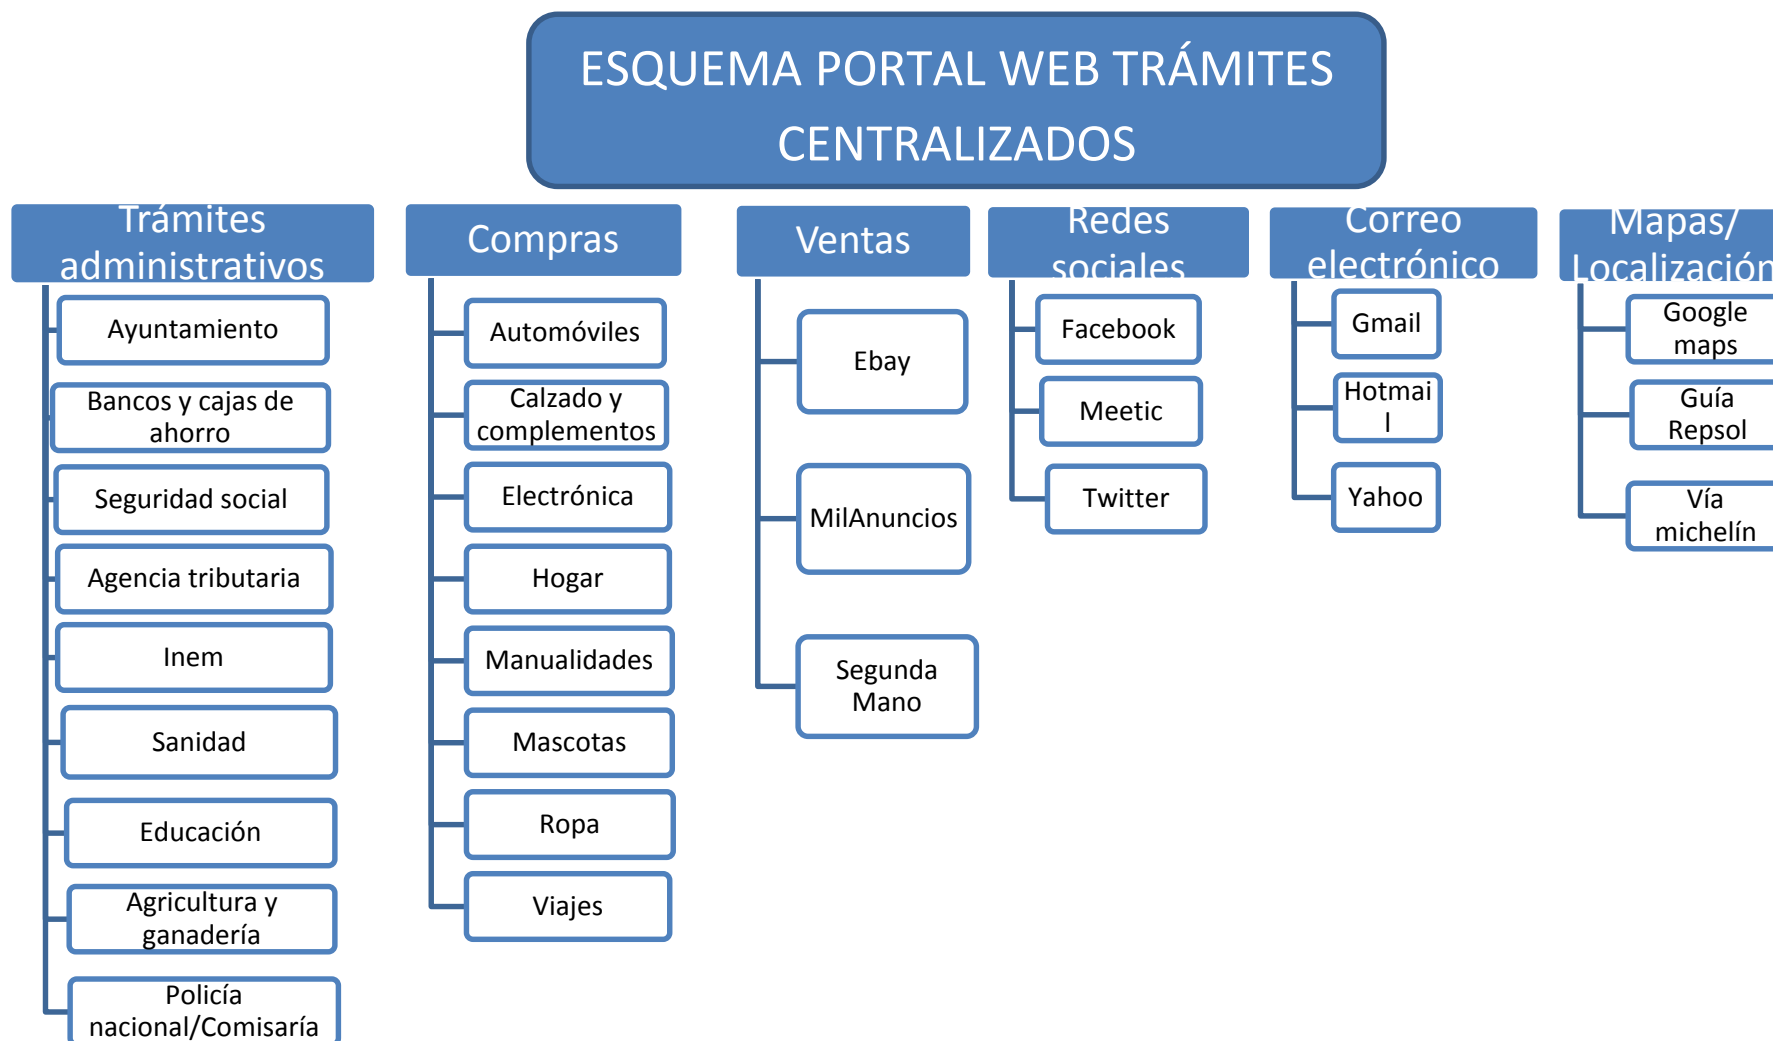 ESQUEMA PORTAL WEB TRÁMITES
CENTRALIZADOS
Trámites
administrativos
Ayuntamiento
Bancos y cajas de
ahorro
Seguridad social
Agencia tributaria
Inem
Sanidad
Educación
Agricultura y
ganadería
Policía
nacional/Comisaría
Compras
Automóviles
Calzado y
complementos
Electrónica
Hogar
Manualidades
Mascotas
Ropa
Viajes
Ventas
Ebay
MilAnuncios
Segunda
Mano
Redes
sociales
Facebook
Meetic
Twitter
Correo
electrónico
Gmail
Hotmai
l
Yahoo
Mapas/
Localización
Google
maps
Guía
Repsol
Vía
michelín